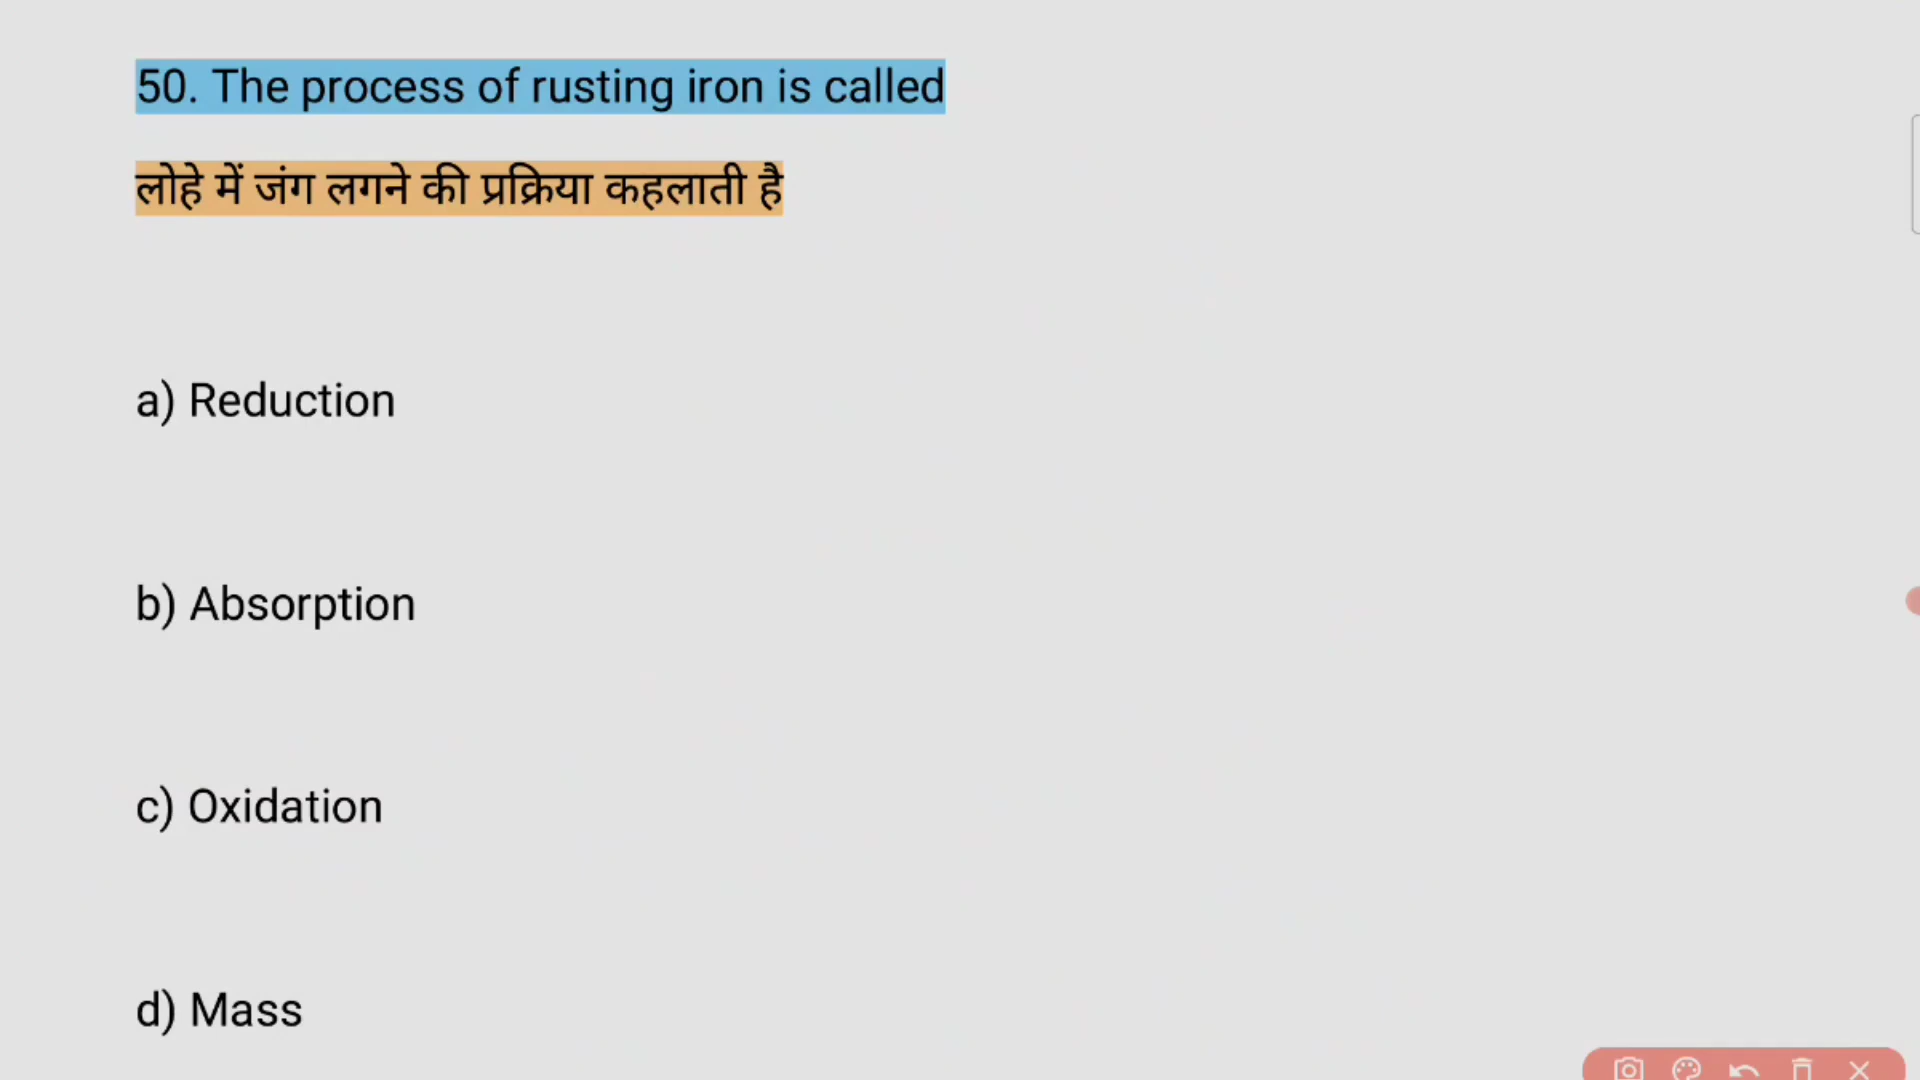 50. The process of rusting iron is called
लोहे में जंग लगने की प्रक्रिया कहलाती है
a) Reduction
b) Absorption
c) Oxidation
d) Mass